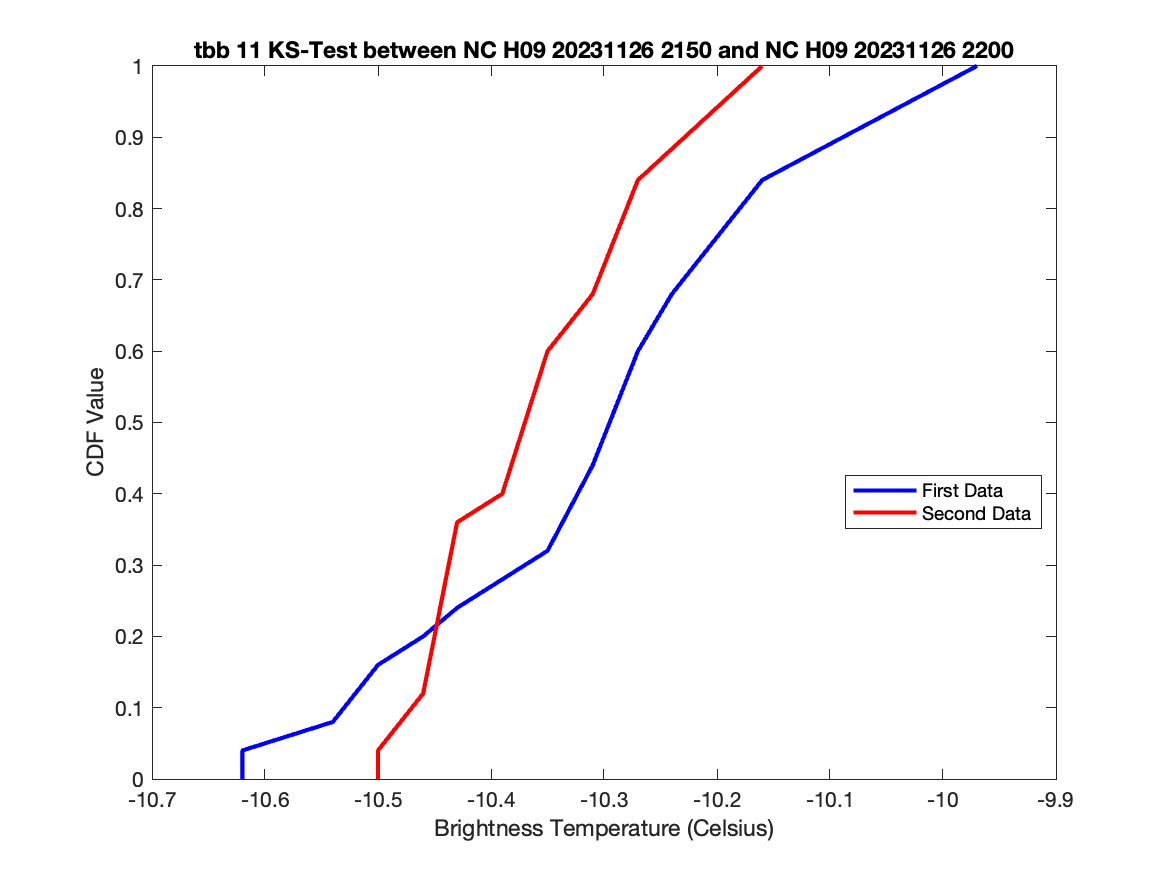 tbb 11 KS-Test between NC H09 20231126 2150 and NC H09 20231126 2200
1
0.9
0.8
0.7
0.6
0.5
0.4
0.3
0.2
0.1
0
CDF Value
First Data
Second Data
-10.7 -10.6 -10.5 -10.4 -10.3 -10.2 -10.1 -10 -9.9
Brightness Temperature (Celsius)